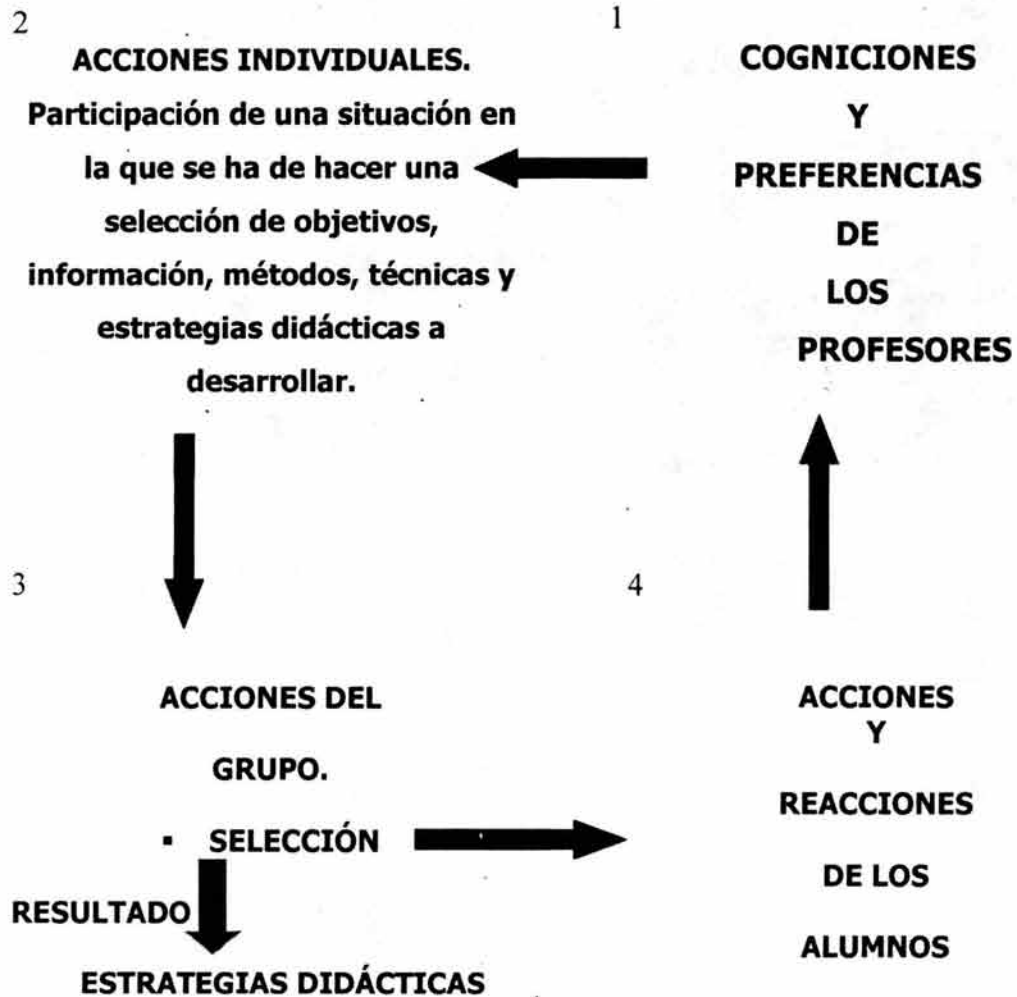 2
ACCIONES INDIVIDUALES.
Participación de una situación en
la que se ha de hacer una
selección de objetivos,
información, métodos, técnicas y
estrategias didácticas a
desarrollar.
1
COGNICIONES
Y
PREFERENCIAS
DE
LOS
PROFESORES
3
ACCIONES DEL
GRUPO.
▪ SELECCIÓN
RESULTADO
ESTRATEGIAS DIDÁCTICAS
4
ACCIONES
Y
REACCIONES
DE LOS
ALUMNOS